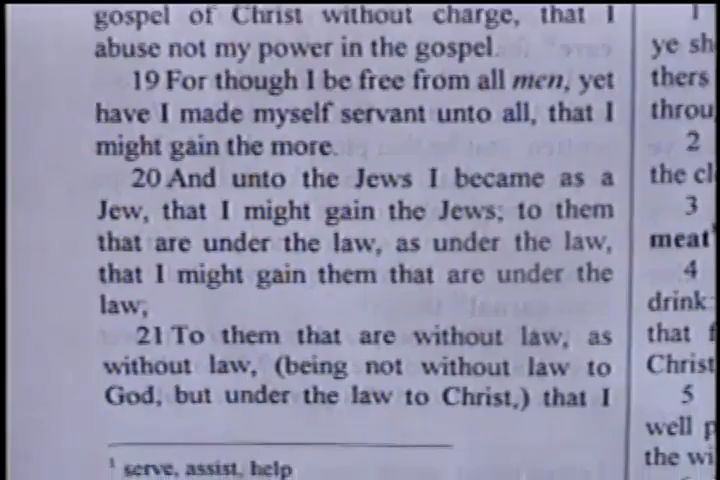 gospel of Christ without charge, that I
abuse not my power in the gospel.
19 For though I be free from all men, yet
have I made myself servant unto all, that I
might gain the more.
20 And unto the Jews I became as a
Jew, that I might gain the Jews; to them
that are under the law, as under the law,
that I might gain them that are under the
law;
21 To them that are without law, as
without law, (being not without law to
God, but under the law to Christ,) that I
1 serve, assist, help
1
ye sh
thers
throu
2
the cl
3
meat
4
drink
that f
Christ
5
well p
the wi